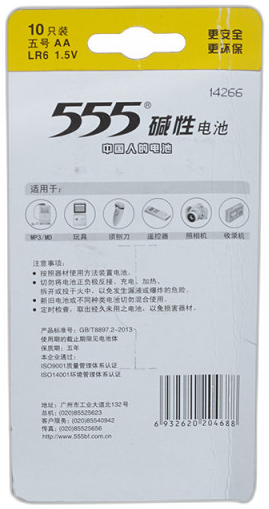 10只装
五号 AA
LR6 1.5V
更安全
更环保
14266
555® 碱性电池
中国人的电池
适用于：
MP3/MD 玩具 须刨刀 遥控器 照相机 收录机
注意事项：
• 按照器材使用方法装置电池。
• 切勿将电池正负极反接、充电、加热、
拆开或投于火中，以免发生漏液或爆炸的危险。
• 新旧电池或不同种类电池切勿混合使用。
• 定时检查，取出经久未用之电池，以免损害器材。
产品标准号：GB/T8897.2-2013
使用期的截止期限见电池体
保质期：五年
本企业通过：
ISO9001质量管理体系认证
ISO14001环境管理体系认证
地址：广州市工业大道北132号
总机：(020)85525623
客户服务：(020)85540942
传真：(020)85525656
http://www.555bf.com.cn
6 932620 204688